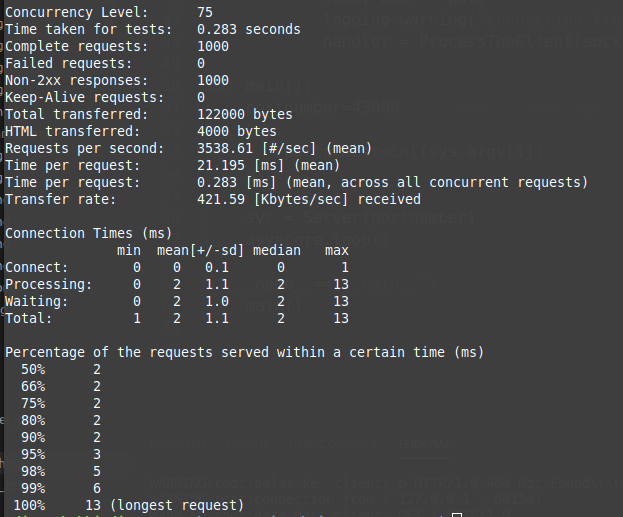 Concurrency Level:      75
Time taken for tests:   0.283 seconds
Complete requests:      1000
Failed requests:        0
Non-2xx responses:      1000
Keep-Alive requests:    0
Total transferred:      122000 bytes
HTML transferred:       4000 bytes
Requests per second:    3538.61 [#/sec] (mean)
Time per request:       21.195 [ms] (mean)
Time per request:       0.283 [ms] (mean, across all concurrent requests)
Transfer rate:          421.59 [Kbytes/sec] received

Connection Times (ms)
              min  mean[+/-sd] median   max
Connect:        0    0   0.1      0       1
Processing:     0    2   1.1      2      13
Waiting:        0    2   1.0      2      13
Total:          1    2   1.1      2      13

Percentage of the requests served within a certain time (ms)
  50%      2
  66%      2
  75%      2
  80%      2
  90%      2
  95%      3
  98%      5
  99%      6
 100%     13 (longest request)